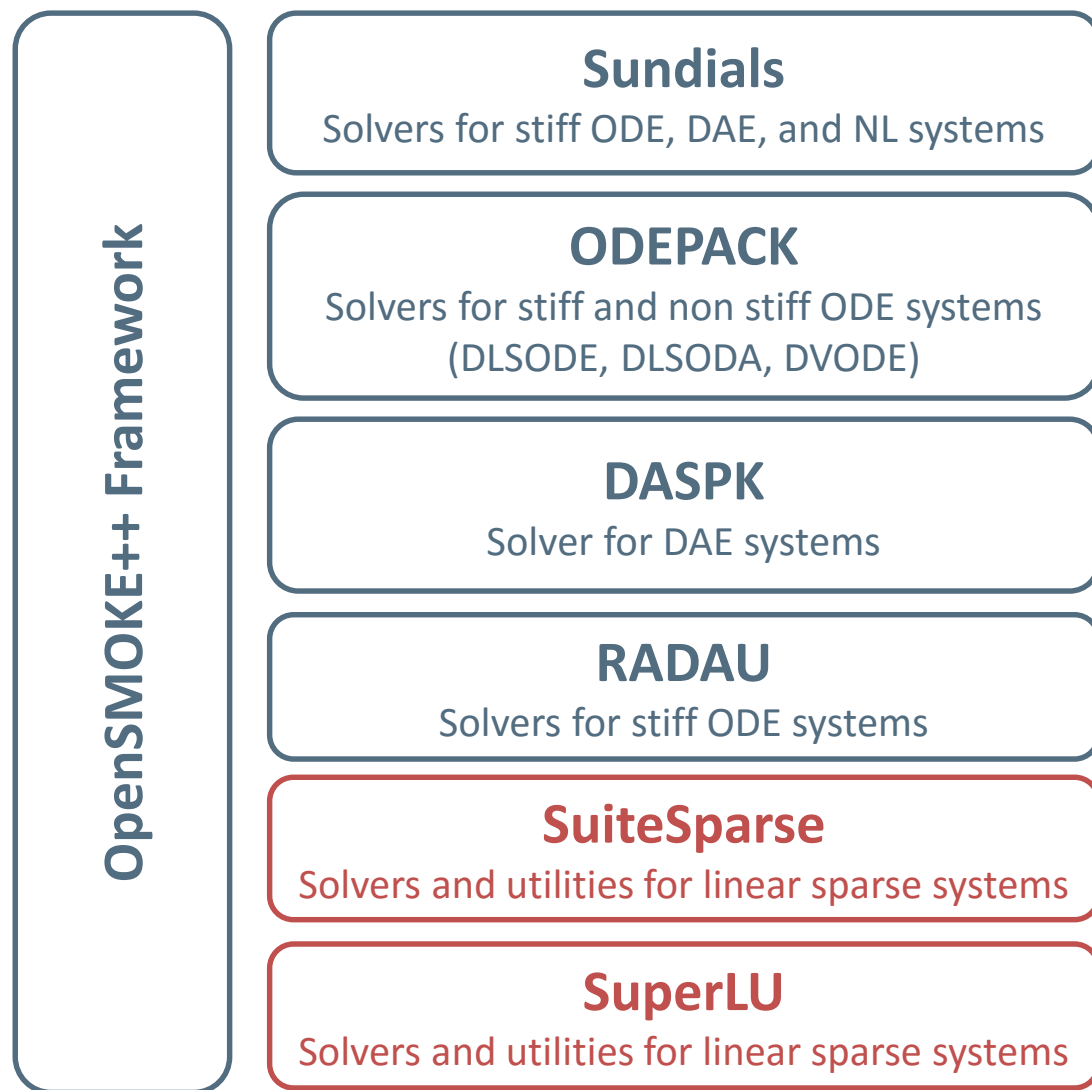 OpenSMOKE++ Framework
Sundials
Solvers for stiff ODE, DAE, and NL systems
ODEPACK
Solvers for stiff and non stiff ODE systems
(DLSODE, DLSODA, DVODE)
DASPK
Solver for DAE systems
RADAU
Solvers for stiff ODE systems
SuiteSparse
Solvers and utilities for linear sparse systems
SuperLU
Solvers and utilities for linear sparse systems